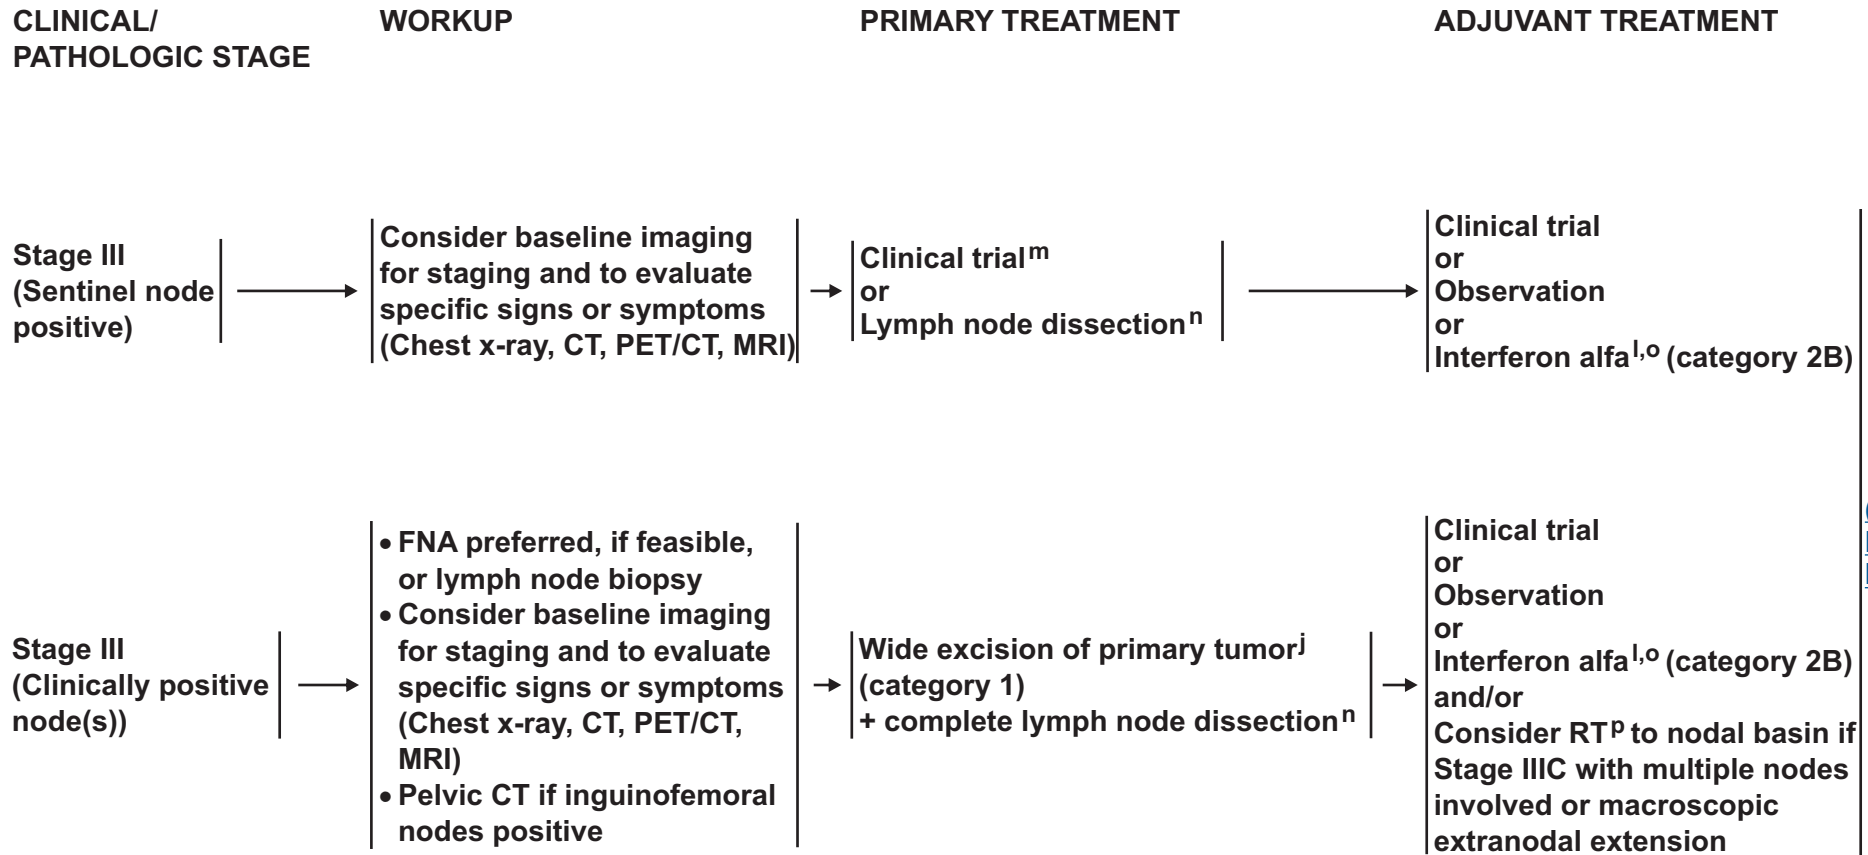 CLINICAL/
PATHOLOGIC STAGE
WORKUP
PRIMARY TREATMENT
ADJUVANT TREATMENT
Stage III
(Sentinel node
positive)
Consider baseline imaging
for staging and to evaluate
specific signs or symptoms
(Chest x-ray, CT, PET/CT, MRI)
Clinical trial m
or
Lymph node dissection n
Clinical trial
or
Observation
or
Interferon alfa l,o (category 2B)
Stage III
(Clinically positive
node(s))
• FNA preferred, if feasible,
or lymph node biopsy
• Consider baseline imaging
for staging and to evaluate
specific signs or symptoms
(Chest x-ray, CT, PET/CT,
MRI)
• Pelvic CT if inguinofemoral
nodes positive
Wide excision of primary tumor j
(category 1)
+ complete lymph node dissection n
Clinical trial
or
Observation
or
Interferon alfa l,o (category 2B)
and/or
Consider RT p to nodal basin if
Stage IIIC with multiple nodes
involved or macroscopic
extranodal extension